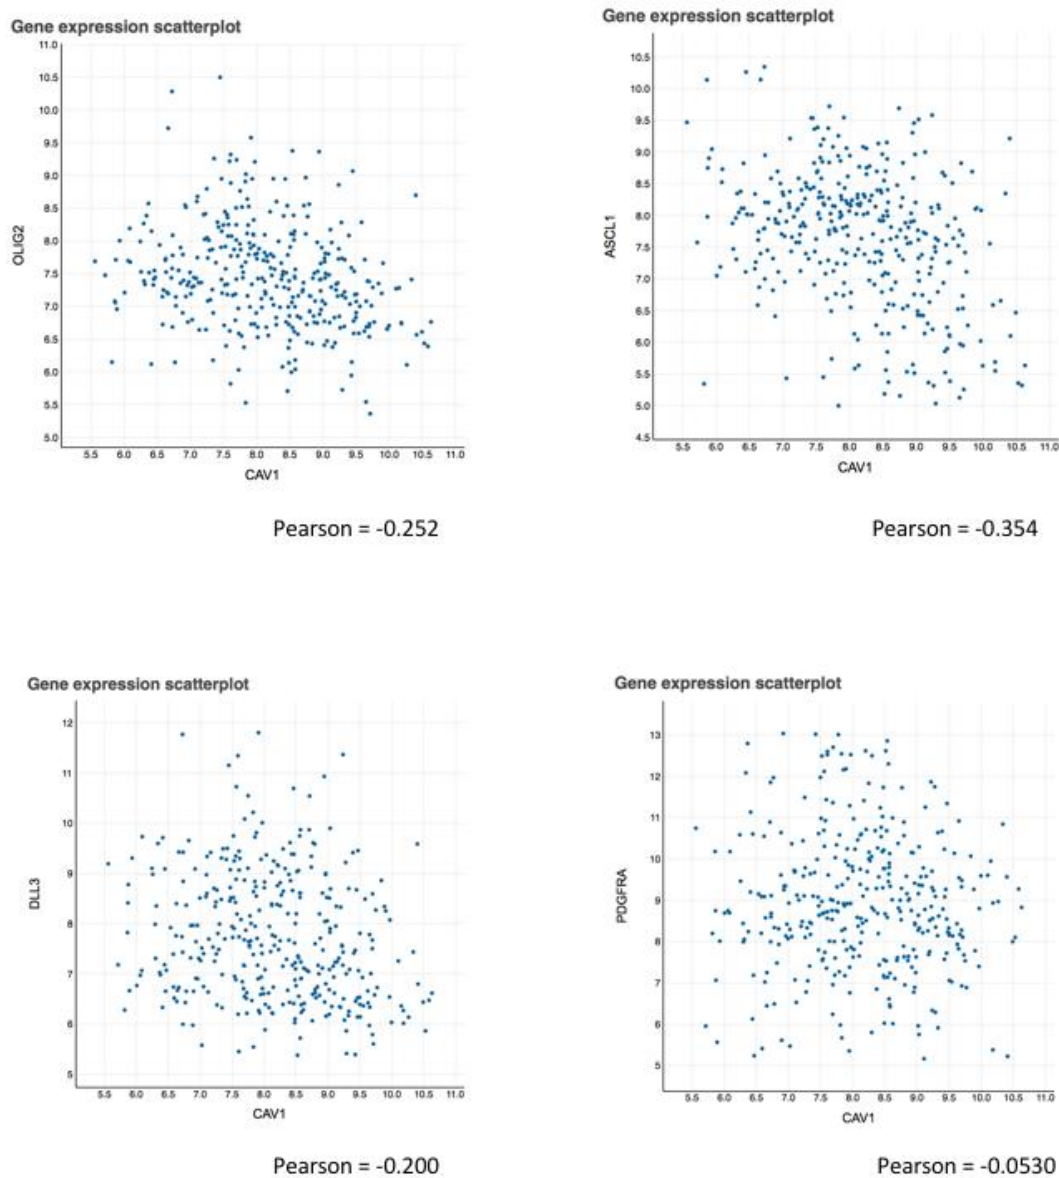 Gene expression scatterplot
11.0
10.5
10.0
9.5
9.0
8.5
8.0
7.5
7.0
6.5
6.0
5.5
5.0
OLIG2
5.5 6.0 6.5 7.0 7.5 8.0 8.5 9.0 9.5 10.0 10.5 11.0
CAV1
Pearson = -0.252
Gene expression scatterplot
10.5
10.0
9.5
9.0
8.5
8.0
7.5
7.0
6.5
6.0
5.5
5.0
4.5
ASCL1
5.5 6.0 6.5 7.0 7.5 8.0 8.5 9.0 9.5 10.0 10.5 11.0
CAV1
Pearson = -0.354
Gene expression scatterplot
12
11
10
9
8
7
6
5
DLL3
5.5 6.0 6.5 7.0 7.5 8.0 8.5 9.0 9.5 10.0 10.5 11.0
CAV1
Pearson = -0.200
Gene expression scatterplot
13
12
11
10
9
8
7
6
5
PDGFRA
5.5 6.0 6.5 7.0 7.5 8.0 8.5 9.0 9.5 10.0 10.5 11.0
CAV1
Pearson = -0.0530